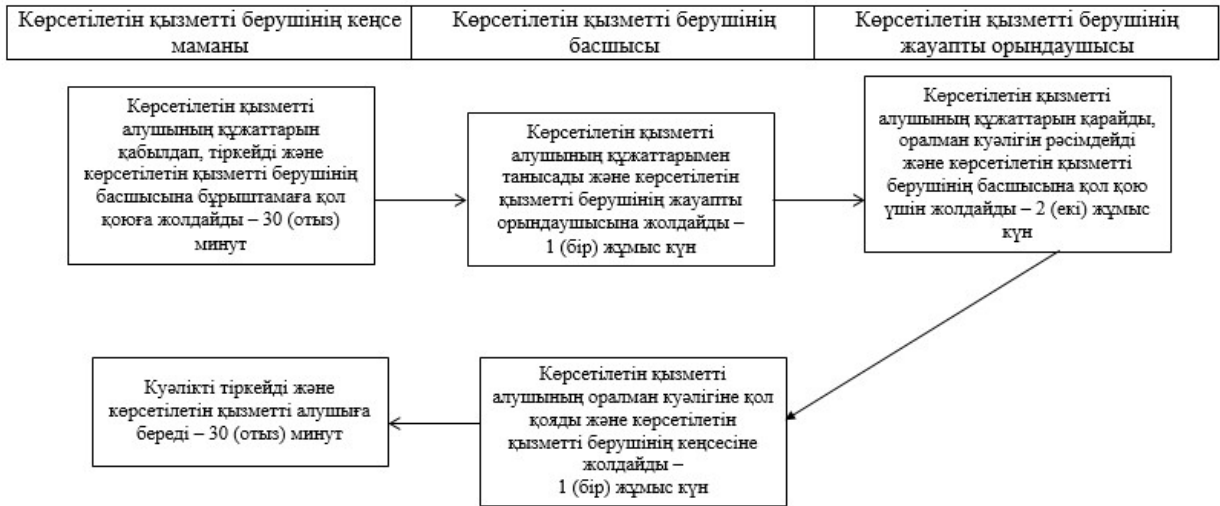 Көрсетілетін қызметті берушінің кеңсе
маманы
Көрсетілетін қызметті берушінің
басшысы
Көрсетілетін қызметті берушінің
жауапты орындаушысы
Көрсетілетін қызметті
алушының құжаттарын
қабылдап, тіркейді және
көрсетілетін қызметті берушінің
басшысына бұрыштамаға қол
қоюға жолдайды – 30 (отыз)
минут
Көрсетілетін қызметті
алушының құжаттарымен
танысады және көрсетілетін
қызметті берушінің жауапты
орындаушысына жолдайды –
1 (бір) жұмыс күн
Көрсетілетін қызметті
алушының құжаттарын қарайды,
оралман куәлігін рәсімдейді
және көрсетілетін қызметті
берушінің басшысына қол қою
үшін жолдайды – 2 (екі) жұмыс
күн
Куәлікті тіркейді және
көрсетілетін қызметті алушыға
береді – 30 (отыз) минут
Көрсетілетін қызметті
алушының оралман куәлігіне қол
қояды және көрсетілетін
қызметті берушінің кеңсесіне
жолдайды –
1 (бір) жұмыс күн